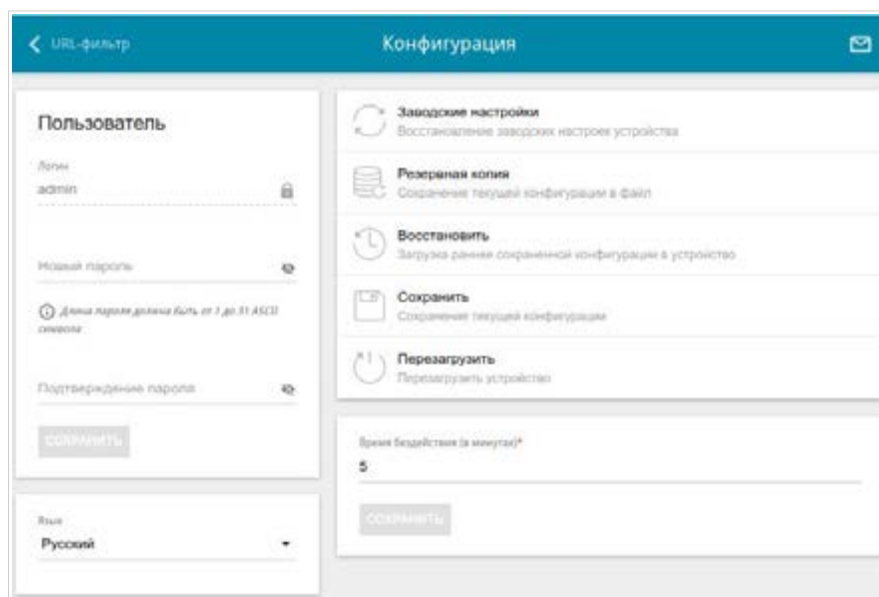 URL-фильтр
Конфигурация
Пользователь
Логин
admin
Новый пароль
Длина пароля должна быть от 1 до 31 ASCII
символа
Подтверждение пароля
СОХРАНИТЬ
Язык
Русский
Заводские настройки
Восстановление заводских настроек устройства
Резервная копия
Сохранение текущей конфигурации в файл
Восстановить
Загрузка раннее сохраненной конфигурации в устройство
Сохранить
Сохранение текущей конфигурации
Перезагрузить
Перезагрузить устройство
Время бездействия (в минутах)*
5
СОХРАНИТЬ